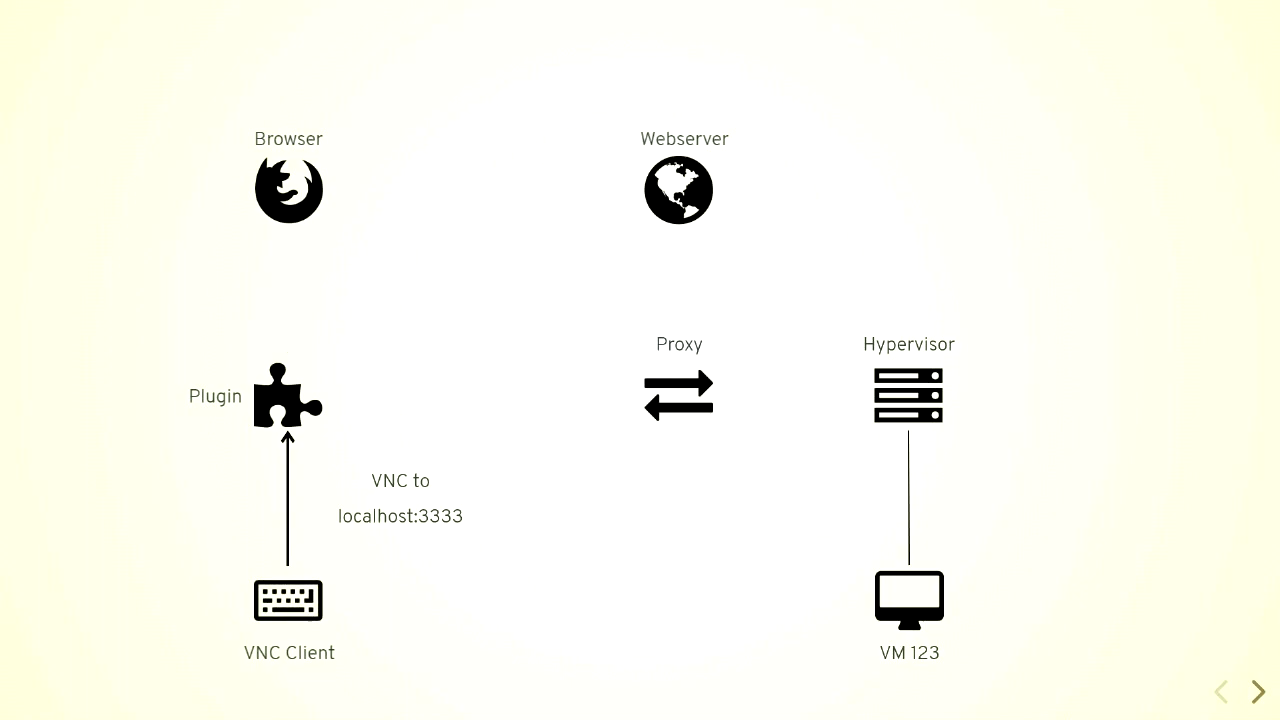 Browser
Webserver
Proxy
Hypervisor
Plugin
VNC to
localhost:3333
VNC Client
VM 123